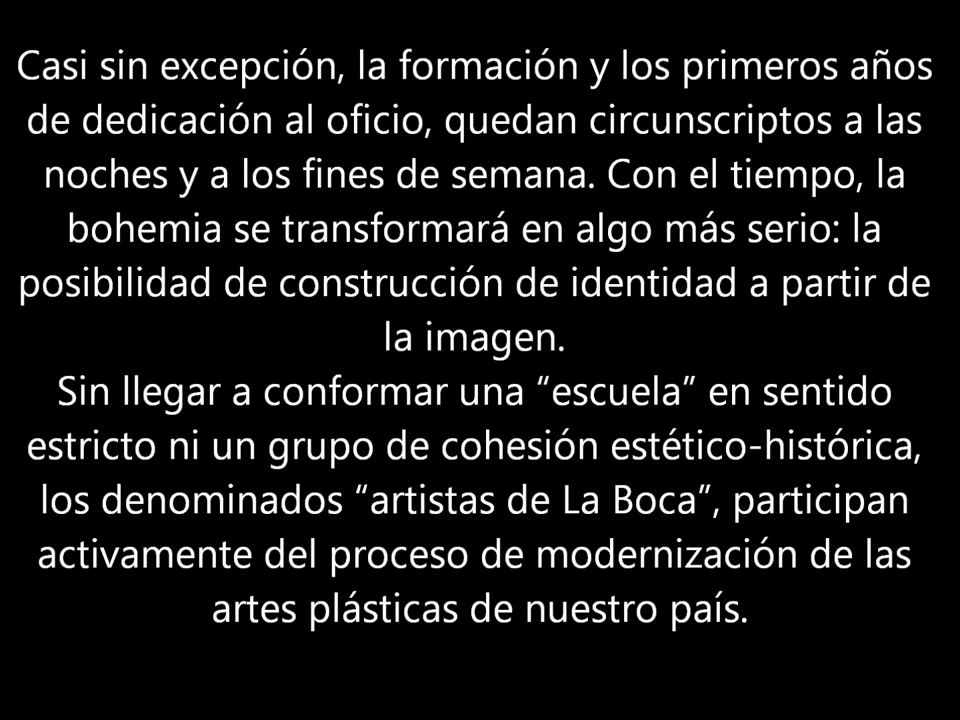 Casi sin excepción, la formación y los primeros años
de dedicación al oficio, quedan circunscriptos a las
noches y a los fines de semana. Con el tiempo, la
bohemia se transformará en algo más serio: la
posibilidad de construcción de identidad a partir de
la imagen.
Sin llegar a conformar una “escuela” en sentido
estricto ni un grupo de cohesión estético-histórica,
los denominados “artistas de La Boca”, participan
activamente del proceso de modernización de las
artes plásticas de nuestro país.